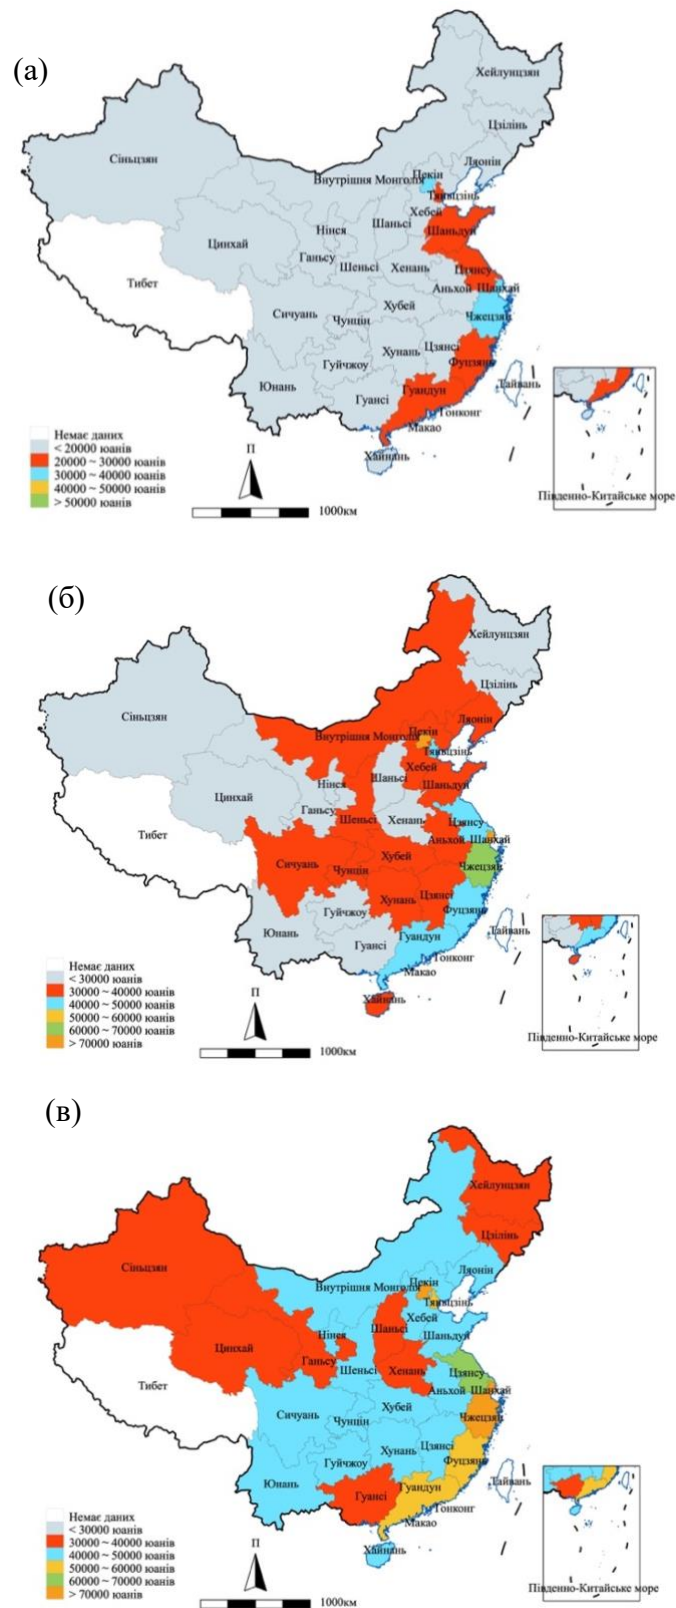 (а)
Хейлунцзян
Цзілінь
Ляонін
Сіньцзян
Внутрішня Монголія
Пекін
Тяньцзінь
Хебей
Шаньдун
Нінся
Шаньсі
Цинхай
Ганьсу
Шеньсі
Хенань
Цзянсу
Тибет
Аньхой
Шанхай
Сичуань
Чунцін
Хубей
Чжецзян
Хунань
Цзянсі
Гуйчжоу
Фуцзянь
Юнань
Гуансі
Гуандун
Тайвань
Гонконг
Макао
Хайнань
Немає даних
< 20000 юанів
20000 ~ 30000 юанів
30000 ~ 40000 юанів
40000 ~ 50000 юанів
> 50000 юанів
П
1000км
Південно-Китайське море
(б)
Хейлунцзян
Цзілінь
Ляонін
Сіньцзян
Внутрішня Монголія
Пекін
Тяньцзінь
Хебей
Шаньдун
Нінся
Шаньсі
Цинхай
Ганьсу
Шеньсі
Хенань
Цзянсу
Тибет
Аньхой
Шанхай
Сичуань
Чунцін
Хубей
Чжецзян
Хунань
Цзянсі
Гуйчжоу
Фуцзянь
Юнань
Гуансі
Гуандун
Тайвань
Гонконг
Макао
Хайнань
Немає даних
< 30000 юанів
30000 ~ 40000 юанів
40000 ~ 50000 юанів
50000 ~ 60000 юанів
60000 ~ 70000 юанів
> 70000 юанів
П
1000км
Південно-Китайське море
(в)
Хейлунцзян
Цзілінь
Ляонін
Сіньцзян
Внутрішня Монголія
Пекін
Тяньцзінь
Хебей
Шаньдун
Нінся
Шаньсі
Цинхай
Ганьсу
Шеньсі
Хенань
Цзянсу
Тибет
Аньхой
Шанхай
Сичуань
Чунцін
Хубей
Чжецзян
Хунань
Цзянсі
Гуйчжоу
Фуцзянь
Юнань
Гуансі
Гуандун
Тайвань
Гонконг
Макао
Хайнань
Немає даних
< 30000 юанів
30000 ~ 40000 юанів
40000 ~ 50000 юанів
50000 ~ 60000 юанів
60000 ~ 70000 юанів
> 70000 юанів
П
1000км
Південно-Китайське море